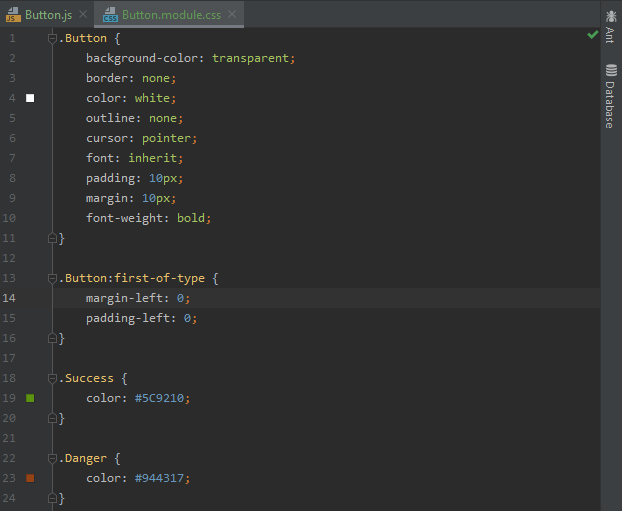 Button.js
Button.module.css
1 .Button {
2 background-color: transparent;
3 border: none;
4 color: white;
5 outline: none;
6 cursor: pointer;
7 font: inherit;
8 padding: 10px;
9 margin: 10px;
10 font-weight: bold;
11 }
12
13 .Button:first-of-type {
14 margin-left: 0;
15 padding-left: 0;
16 }
17
18 .Success {
19 color: #5C9210;
20 }
21
22 .Danger {
23 color: #944317;
24 }
Ant
Database
JS
CSS